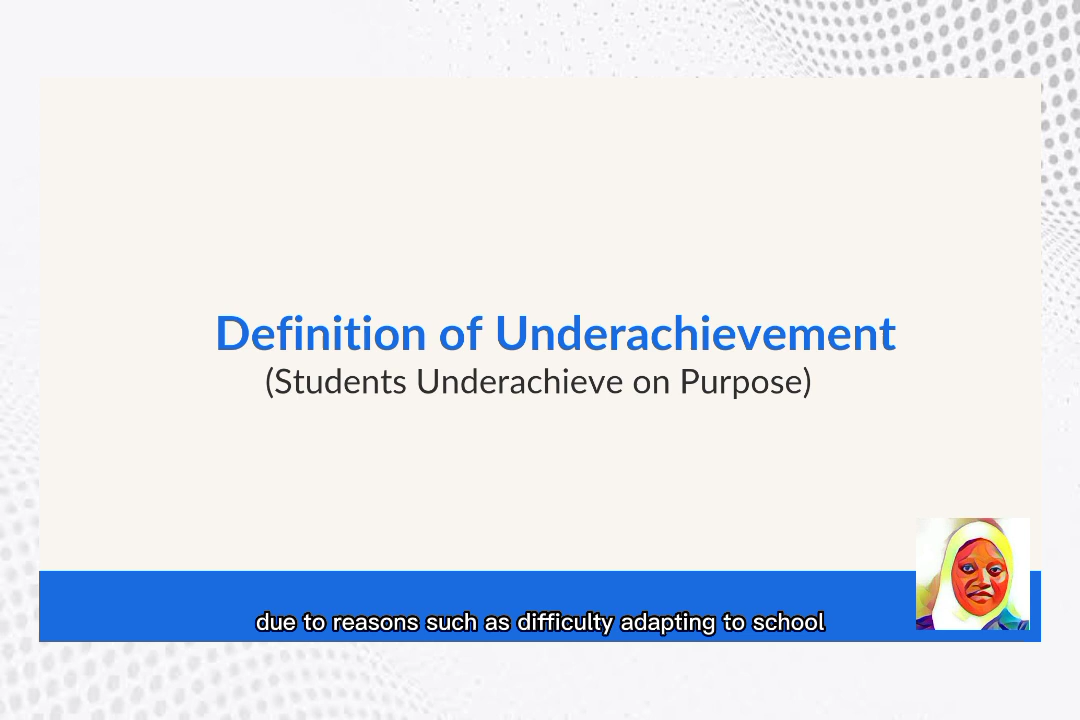 Definition of Underachievement
(Students Underachieve on Purpose)
due to reasons such as difficulty adapting to school